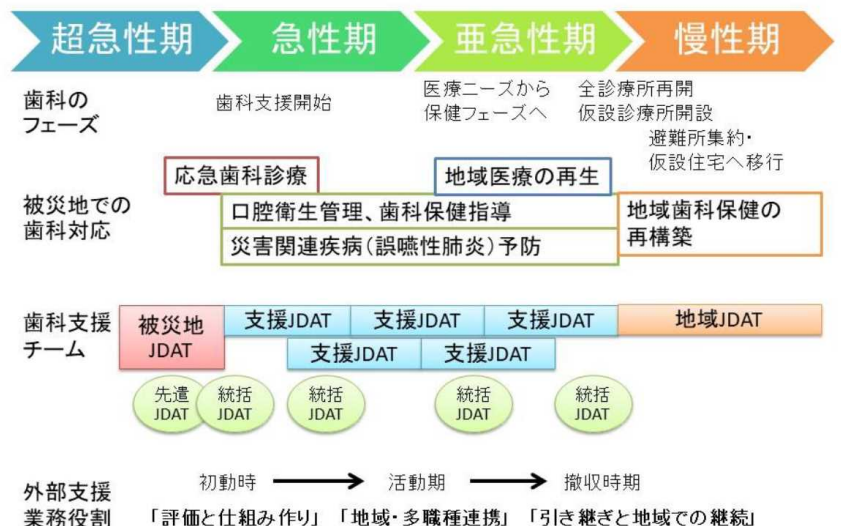 超急性期
急性期
亜急性期
慢性期
歯科の
フェーズ
歯科支援開始
医療ニーズから
保健フェーズへ
全診療所再開
仮設診療所開設
避難所集約・
仮設住宅へ移行
被災地での
歯科対応
応急歯科診療
地域医療の再生
口腔衛生管理、歯科保健指導
災害関連疾病(誤嚥性肺炎)予防
地域歯科保健の
再構築
歯科支援
チーム
被災地
JDAT
支援JDAT
支援JDAT
支援JDAT
地域JDAT
支援JDAT
支援JDAT
先遣
JDAT
統括
JDAT
統括
JDAT
統括
JDAT
統括
JDAT
外部支援
業務役割
初動時
活動期
撤収時期
「評価と仕組み作り」
「地域・多職種連携」
「引き継ぎと地域での継続」